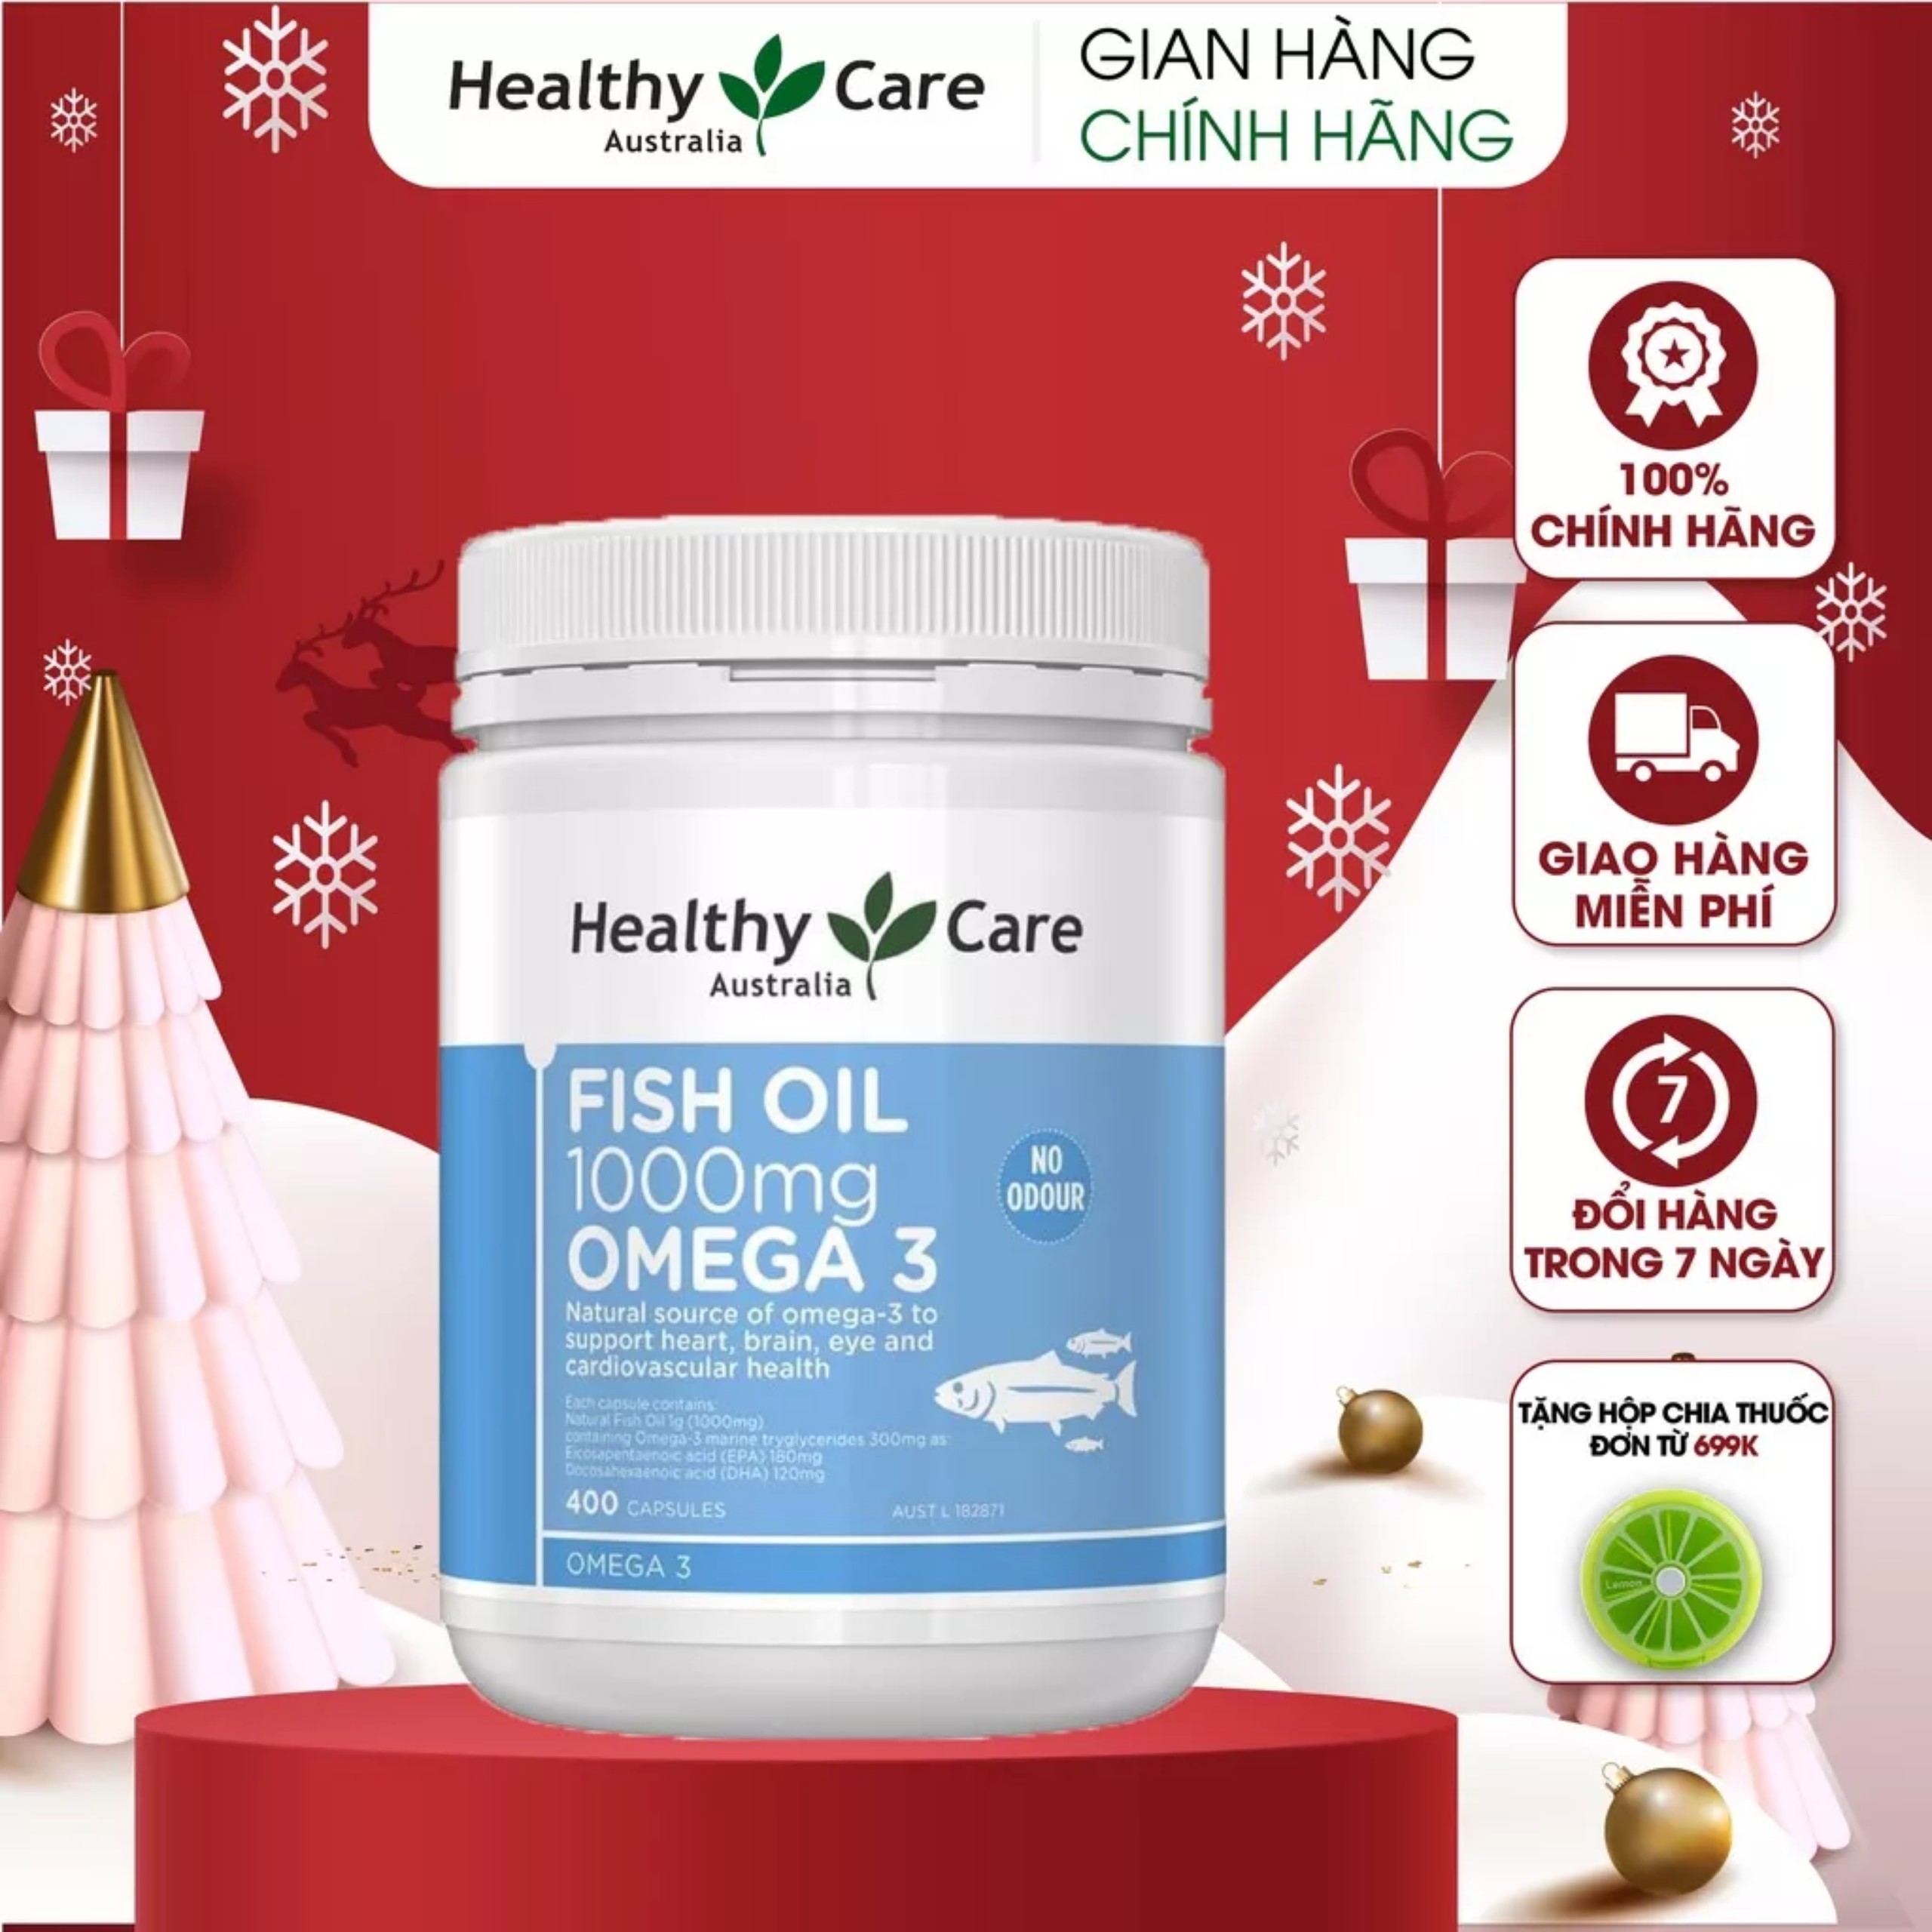 Healthy Care
Australia
GIAN HÀNG
CHÍNH HÃNG
100%
CHÍNH HÃNG
GIAO HÀNG
MIỄN PHÍ
7
ĐỔI HÀNG
TRONG 7 NGÀY
TẶNG HỘP CHIA THUỐC
ĐƠN TỪ 699K
Lemon
Healthy Care
Australia
FISH OIL
1000mg
OMEGA 3
NO
ODOUR
Natural source of omega-3 to
support heart, brain, eye and
cardiovascular health
Each capsule contains:
Natural Fish Oil 1g (1000mg)
containing Omega-3 marine tryglycerides 300mg as:
Eicosapentaenoic acid (EPA) 180mg
Docosahexaenoic acid (DHA) 120mg
400 CAPSULES
AUST L 182871
OMEGA 3